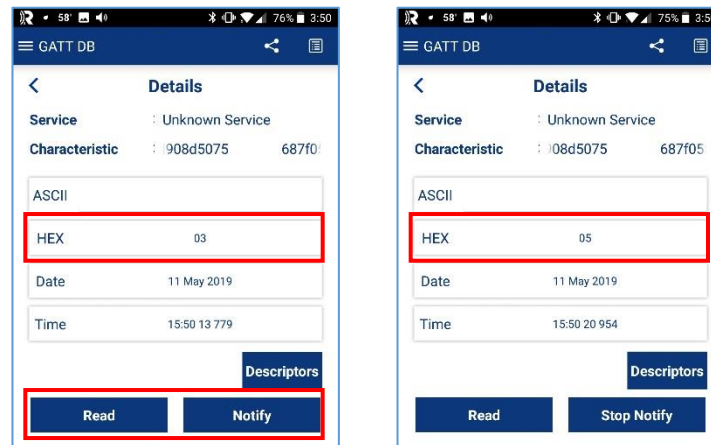 58° 76% 3:50
GATT DB
Details
Service : Unknown Service
Characteristic : 908d5075 687f0
ASCII
HEX 03
Date 11 May 2019
Time 15:50 13 779
Descriptors
Read Notify
58° 75% 3:5
GATT DB
Details
Service : Unknown Service
Characteristic : 08d5075 687f05
ASCII
HEX 05
Date 11 May 2019
Time 15:50 20 954
Descriptors
Read Stop Notify